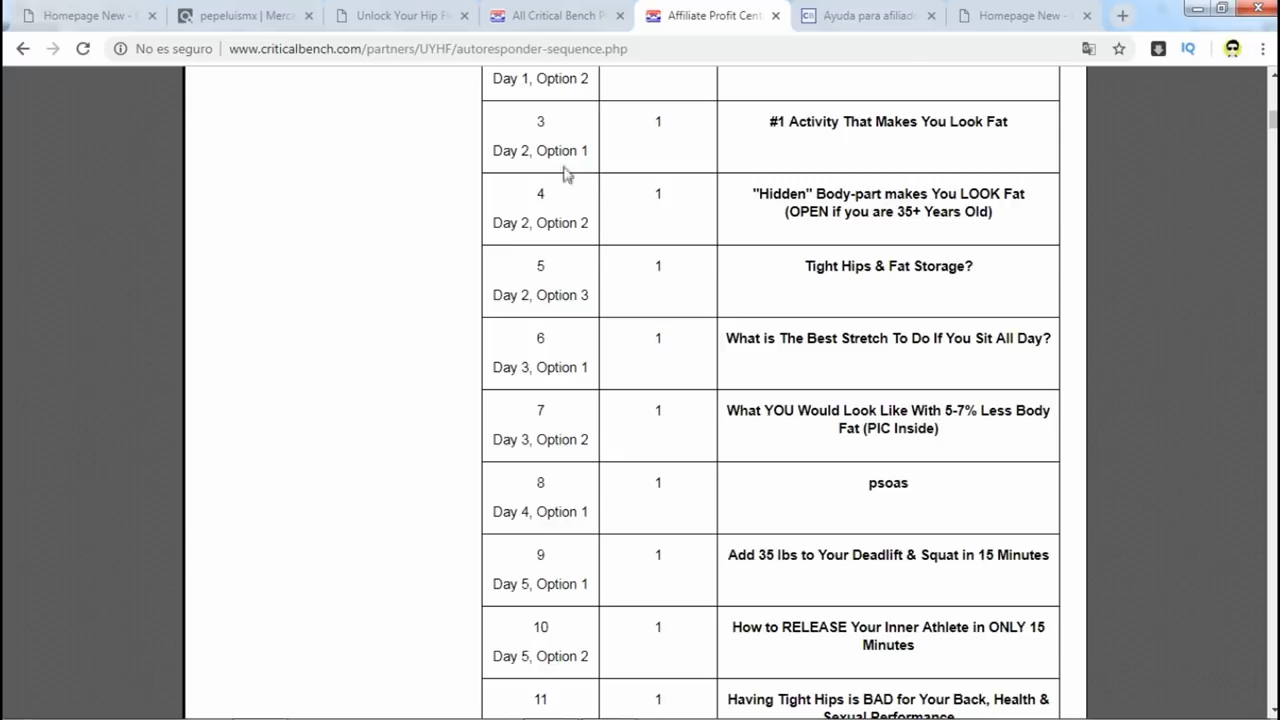 Homepage New -
pepeluismx | Merca
Unlock Your Hip Fl
All Critical Bench P
Affiliate Profit Cent
Ayuda para afiliado
Homepage New -
No es seguro
www.criticalbench.com/partners/UYHF/autoresponder-sequence.php
IQ
Day 1, Option 2
3
1
#1 Activity That Makes You Look Fat
Day 2, Option 1
4
1
"Hidden" Body-part makes You LOOK Fat
(OPEN if you are 35+ Years Old)
Day 2, Option 2
5
1
Tight Hips & Fat Storage?
Day 2, Option 3
6
1
What is The Best Stretch To Do If You Sit All Day?
Day 3, Option 1
7
1
What YOU Would Look Like With 5-7% Less Body
Fat (PIC Inside)
Day 3, Option 2
8
1
psoas
Day 4, Option 1
9
1
Add 35 lbs to Your Deadlift & Squat in 15 Minutes
Day 5, Option 1
10
1
How to RELEASE Your Inner Athlete in ONLY 15
Minutes
Day 5, Option 2
11
1
Having Tight Hips is BAD for Your Back, Health &
Sexual Performance